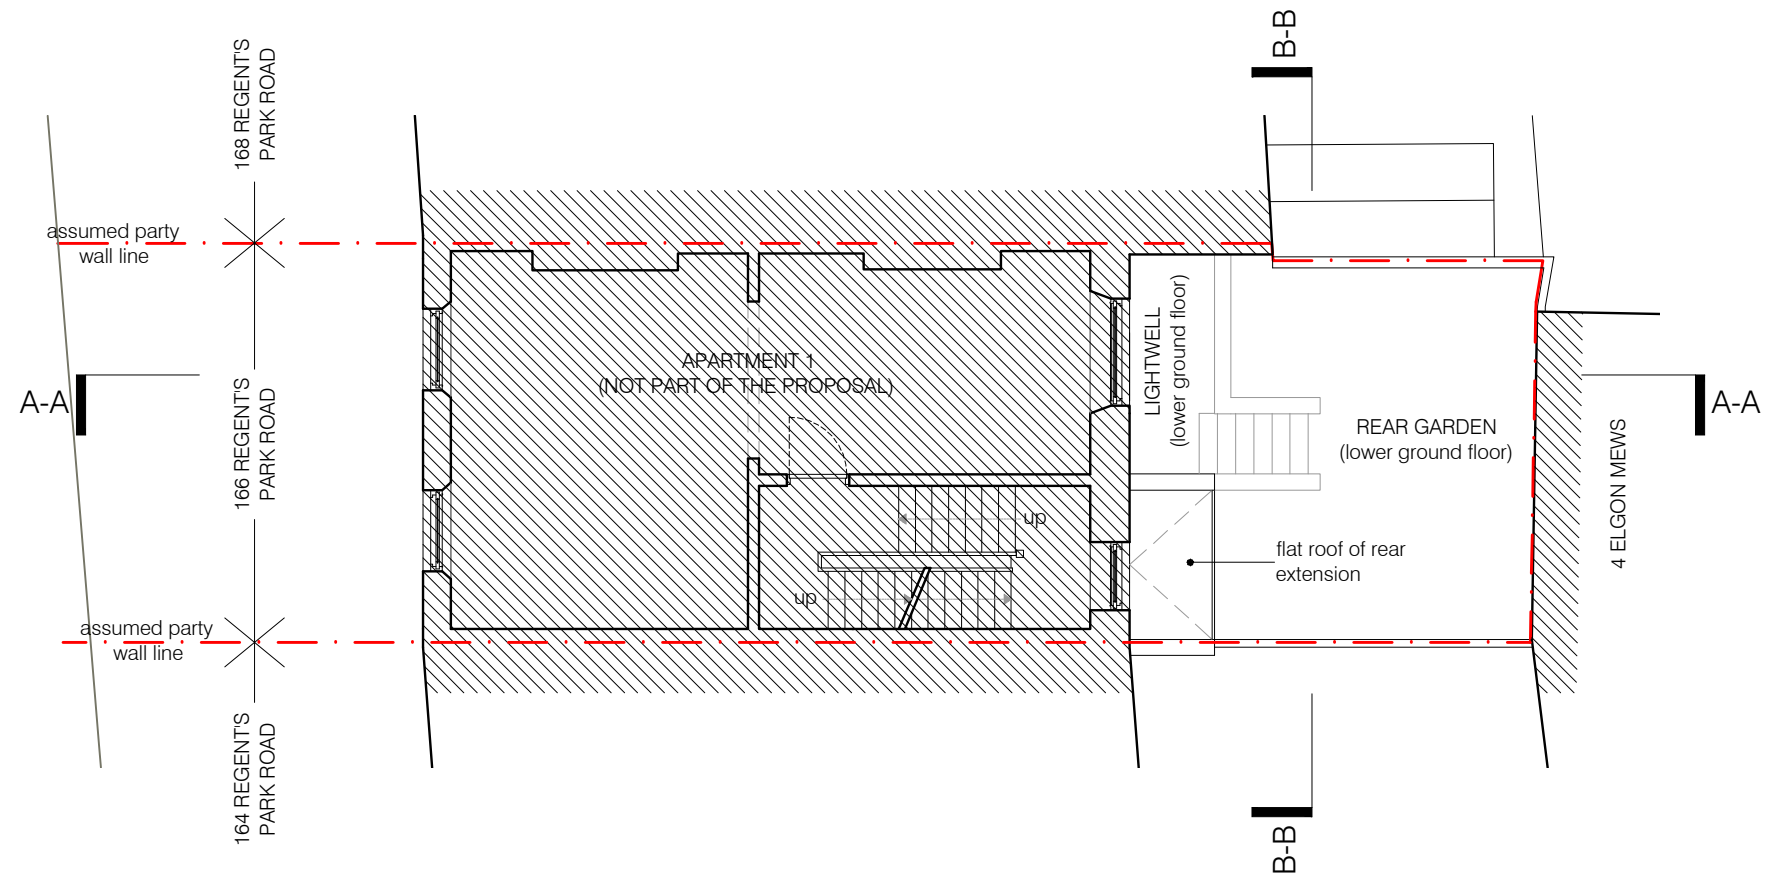 B-B
168 REGENT'S
PARK ROAD
assumed party
wall line
APARTMENT 1
(NOT PART OF THE PROPOSAL)
LIGHTWELL
(lower ground floor)
A-A
166 REGENT'S
PARK ROAD
REAR GARDEN
(lower ground floor)
4 ELGON MEWS
A-A
up
flat roof of rear
extension
up
assumed party
wall line
164 REGENT'S
PARK ROAD
B-B